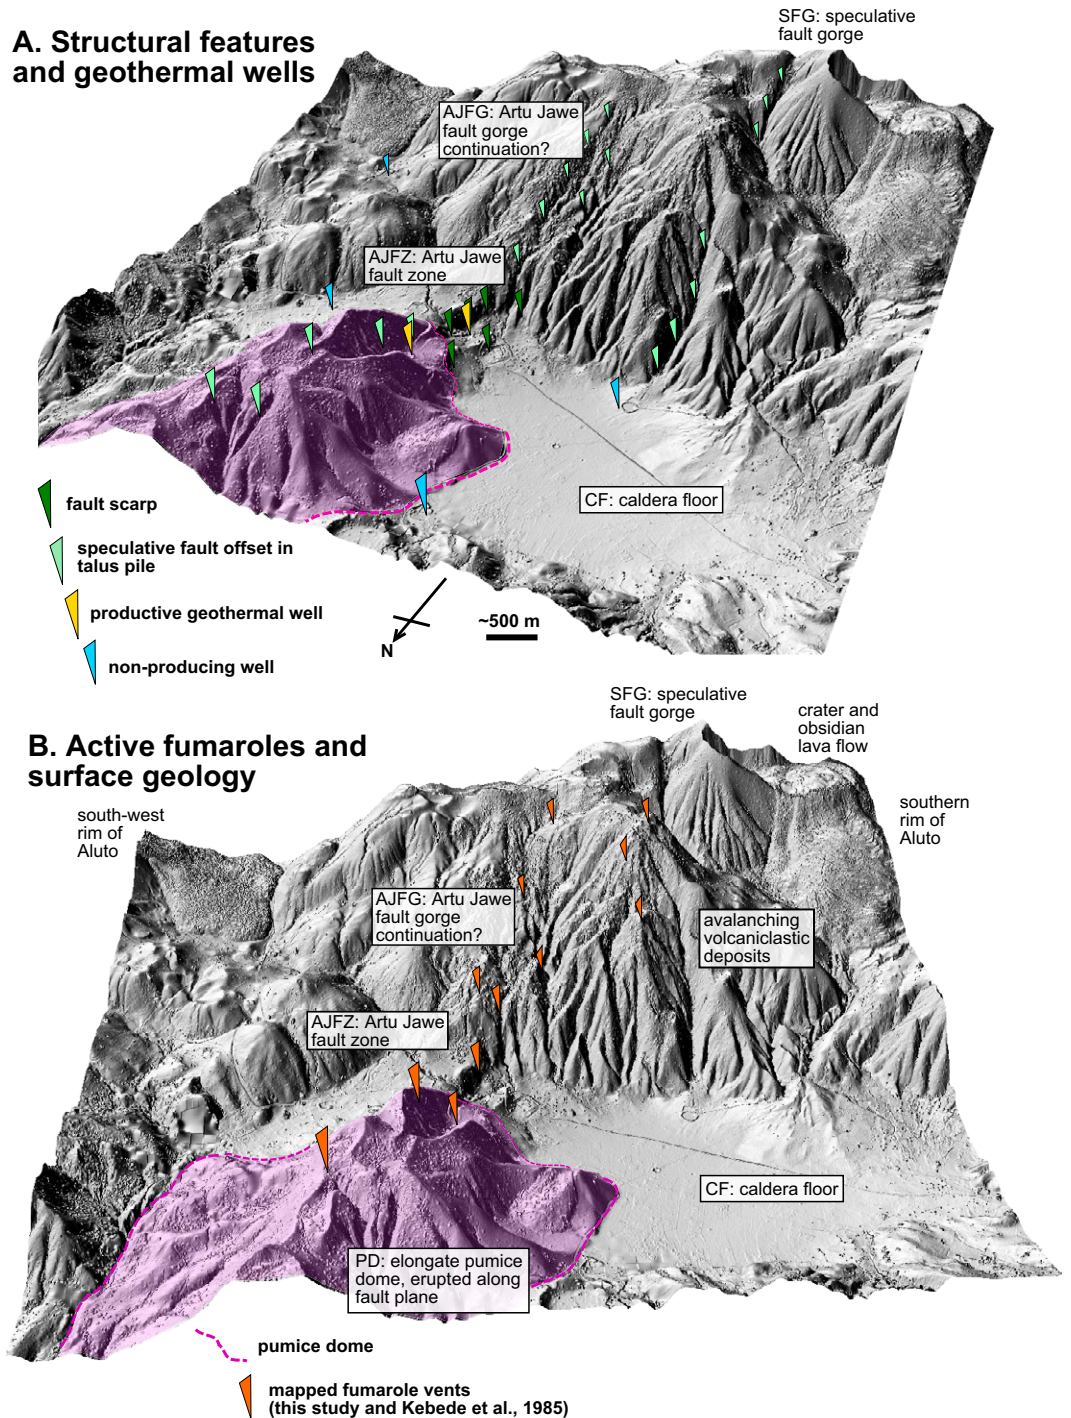 A. Structural features
and geothermal wells
SFG: speculative
fault gorge
AJFG: Artu Jawe
fault gorge
continuation?
AJFZ: Artu Jawe
fault zone
CF: caldera floor
fault scarp
speculative fault offset in
talus pile
productive geothermal well
non-producing well
N
~500 m
B. Active fumaroles and
surface geology
SFG: speculative
fault gorge
crater and
obsidian
lava flow
south-west
rim of
Aluto
southern
rim of
Aluto
AJFG: Artu Jawe
fault gorge
continuation?
avalanching
volcaniclastic
deposits
AJFZ: Artu Jawe
fault zone
CF: caldera floor
PD: elongate pumice
dome, erupted along
fault plane
pumice dome
mapped fumarole vents
(this study and Kebede et al., 1985)